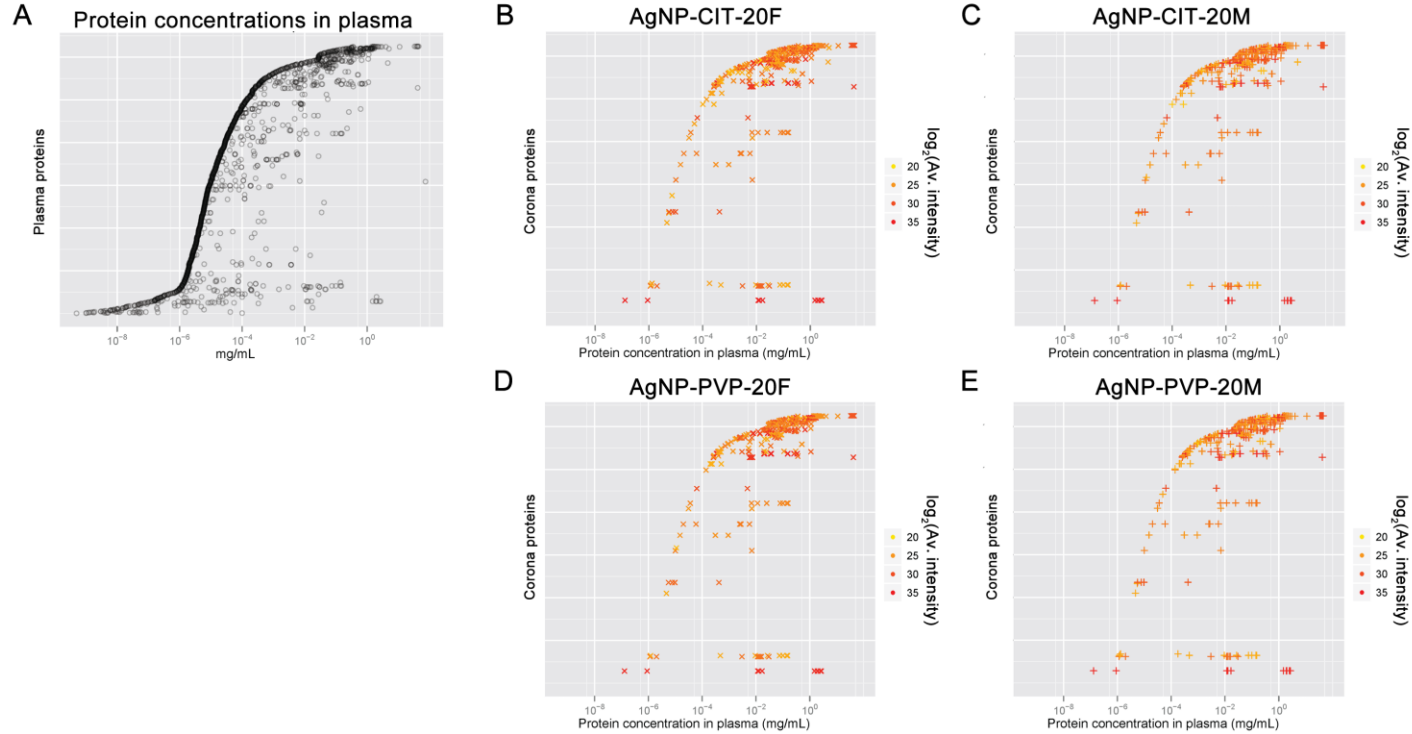 A
Protein concentrations in plasma
Plasma proteins
10⁻⁸ 10⁻⁶ 10⁻⁴ 10⁻² 10⁰
mg/mL
B
AgNP-CIT-20F
Corona proteins
10⁻⁸ 10⁻⁶ 10⁻⁴ 10⁻² 10⁰
Protein concentration in plasma (mg/mL)
log₂(Av. intensity)
20
25
30
35
C
AgNP-CIT-20M
Corona proteins
10⁻⁸ 10⁻⁶ 10⁻⁴ 10⁻² 10⁰
Protein concentration in plasma (mg/mL)
log₂(Av. intensity)
20
25
30
35
D
AgNP-PVP-20F
Corona proteins
10⁻⁸ 10⁻⁶ 10⁻⁴ 10⁻² 10⁰
Protein concentration in plasma (mg/mL)
log₂(Av. intensity)
20
25
30
35
E
AgNP-PVP-20M
Corona proteins
10⁻⁸ 10⁻⁶ 10⁻⁴ 10⁻² 10⁰
Protein concentration in plasma (mg/mL)
log₂(Av. intensity)
20
25
30
35